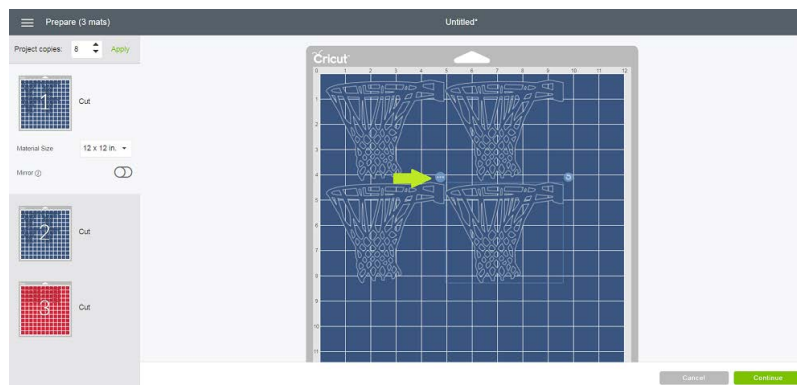 Prepare (3 mats)
Untitled*
Project copies: 8 Apply
1 Cut
Material Size 12 x 12 in.
Mirror
2 Cut
3 Cut
Cricut
0 1 2 3 4 5 6 7 8 9 10 11 12
1
2
3
4
5
6
7
8
9
10
11
Cancel Continue